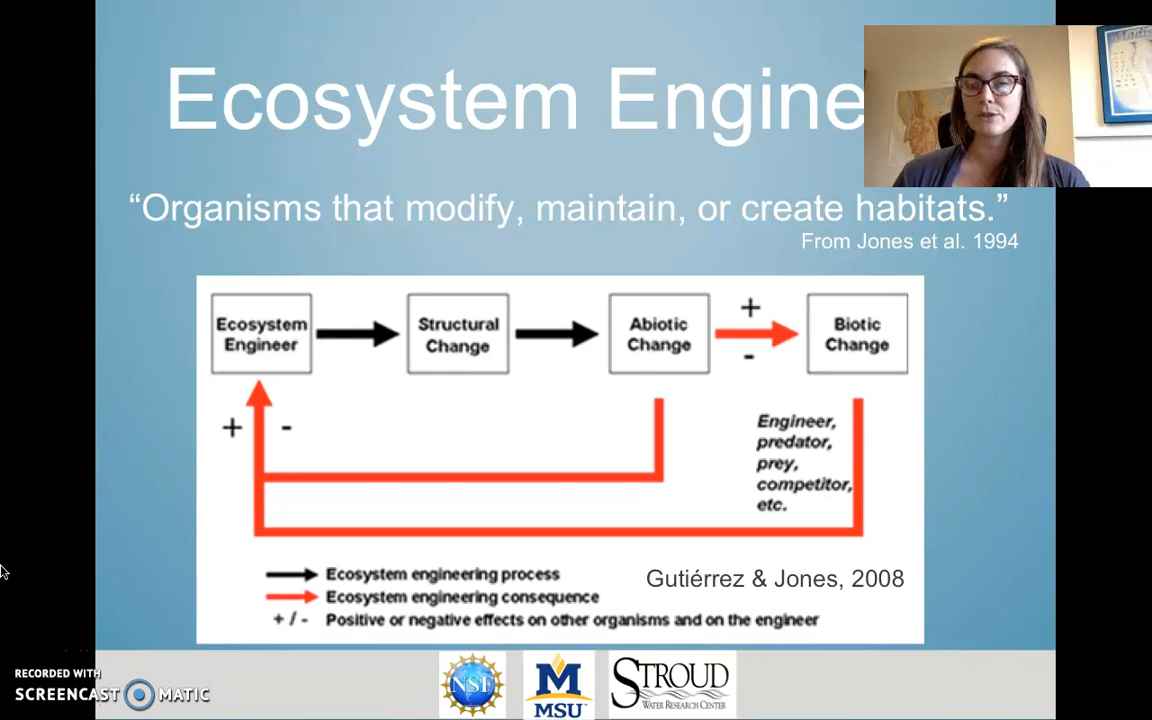 Ecosystem Engine
“Organisms that modify, maintain, or create habitats.”
From Jones et al. 1994
Ecosystem
Engineer
Structural
Change
Abiotic
Change
+
-
Biotic
Change
+ -
Engineer,
predator,
prey,
competitor,
etc.
Ecosystem engineering process
Ecosystem engineering consequence
+ / - Positive or negative effects on other organisms and on the engineer
Gutiérrez & Jones, 2008
RECORDED WITH
SCREENCAST MATIC
NSF
M
MSU
STROUD
WATER RESEARCH CENTER